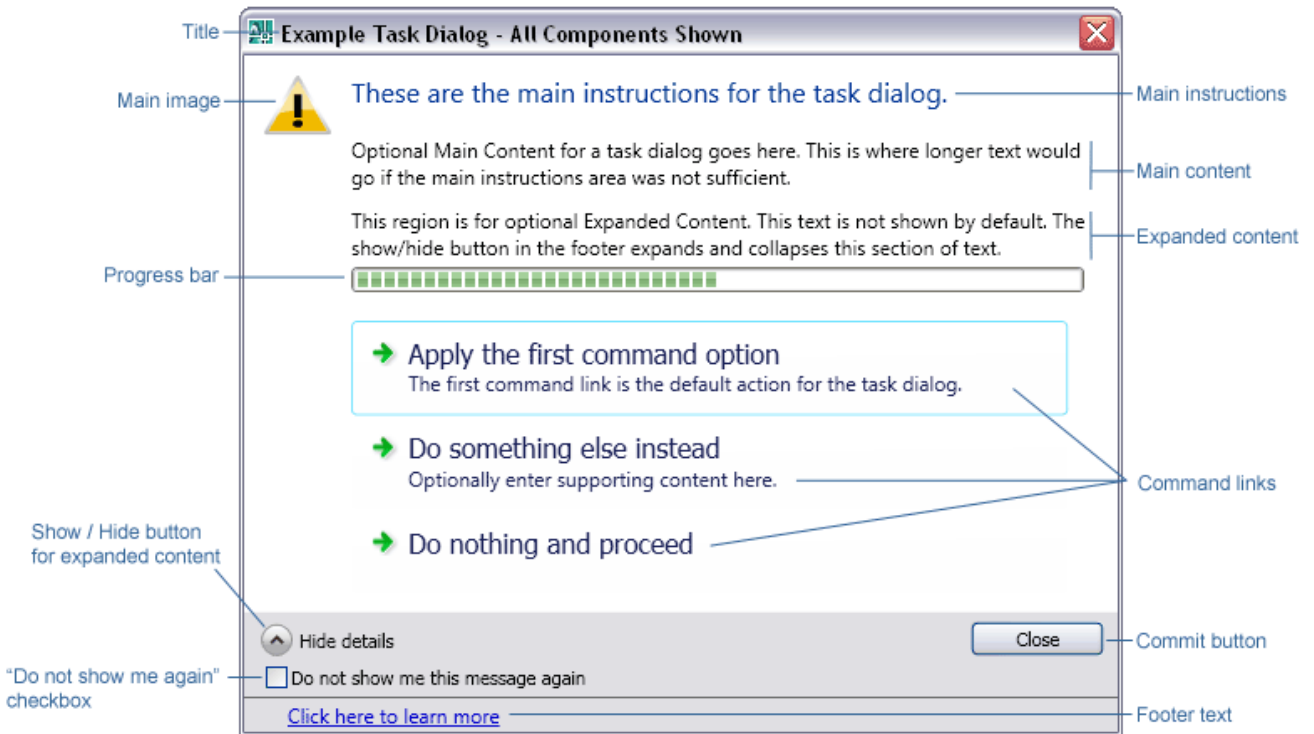 Title
Example Task Dialog - All Components Shown
Main image
These are the main instructions for the task dialog.
Main instructions
Optional Main Content for a task dialog goes here. This is where longer text would
go if the main instructions area was not sufficient.
Main content
This region is for optional Expanded Content. This text is not shown by default. The
show/hide button in the footer expands and collapses this section of text.
Expanded content
Progress bar
Apply the first command option
The first command link is the default action for the task dialog.
Do something else instead
Optionally enter supporting content here.
Command links
Do nothing and proceed
Show / Hide button
for expanded content
Hide details
Close
Commit button
“Do not show me again”
checkbox
Do not show me this message again
Click here to learn more
Footer text